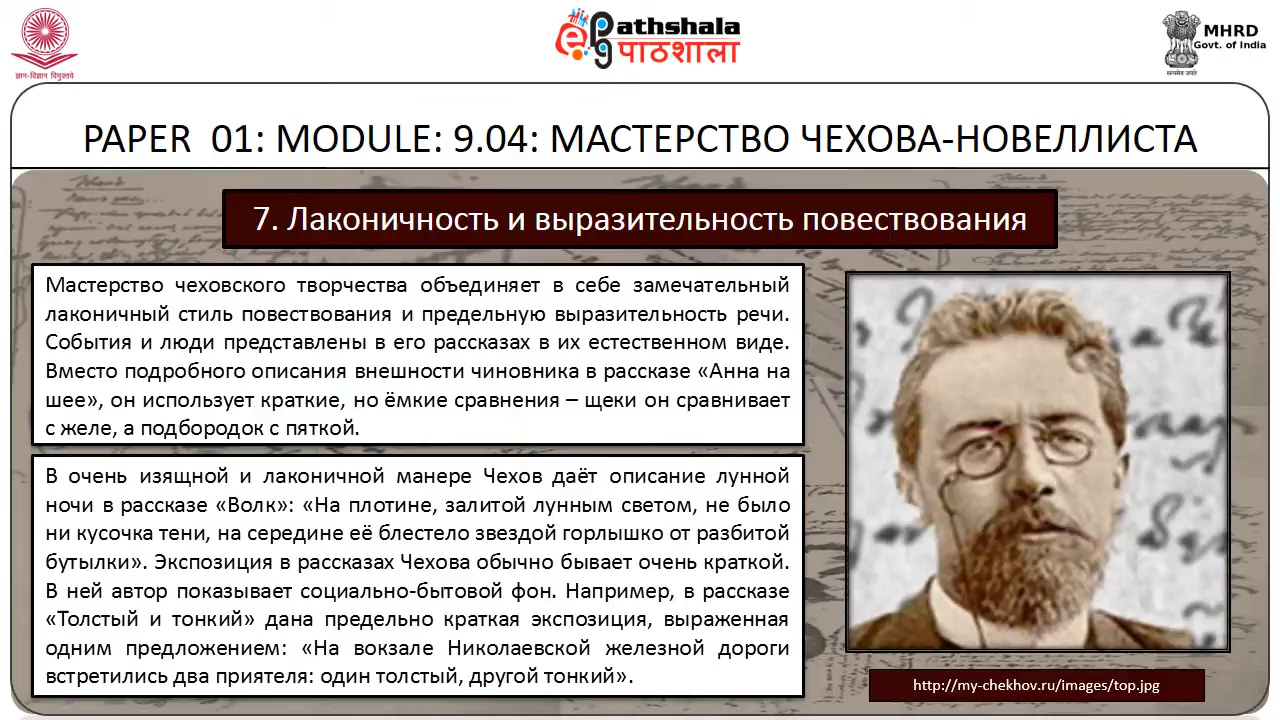 ज्ञान-विज्ञान विमुक्तये
ePG Pathshala
पाठशाला
MHRD
Govt. of India
सत्यमेव जयते
PAPER 01: MODULE: 9.04: МАСТЕРСТВО ЧЕХОВА-НОВЕЛЛИСТА
7. Лаконичность и выразительность повествования
Мастерство чеховского творчества объединяет в себе замечательный
лаконичный стиль повествования и предельную выразительность речи.
События и люди представлены в его рассказах в их естественном виде.
Вместо подробного описания внешности чиновника в рассказе «Анна на
шее», он использует краткие, но ёмкие сравнения – щеки он сравнивает
с желе, а подбородок с пяткой.
В очень изящной и лаконичной манере Чехов даёт описание лунной
ночи в рассказе «Волк»: «На плотине, залитой лунным светом, не было
ни кусочка тени, на середине её блестело звездой горлышко от разбитой
бутылки». Экспозиция в рассказах Чехова обычно бывает очень краткой.
В ней автор показывает социально-бытовой фон. Например, в рассказе
«Толстый и тонкий» дана предельно краткая экспозиция, выраженная
одним предложением: «На вокзале Николаевской железной дороги
встретились два приятеля: один толстый, другой тонкий».
http://my-chekhov.ru/images/top.jpg